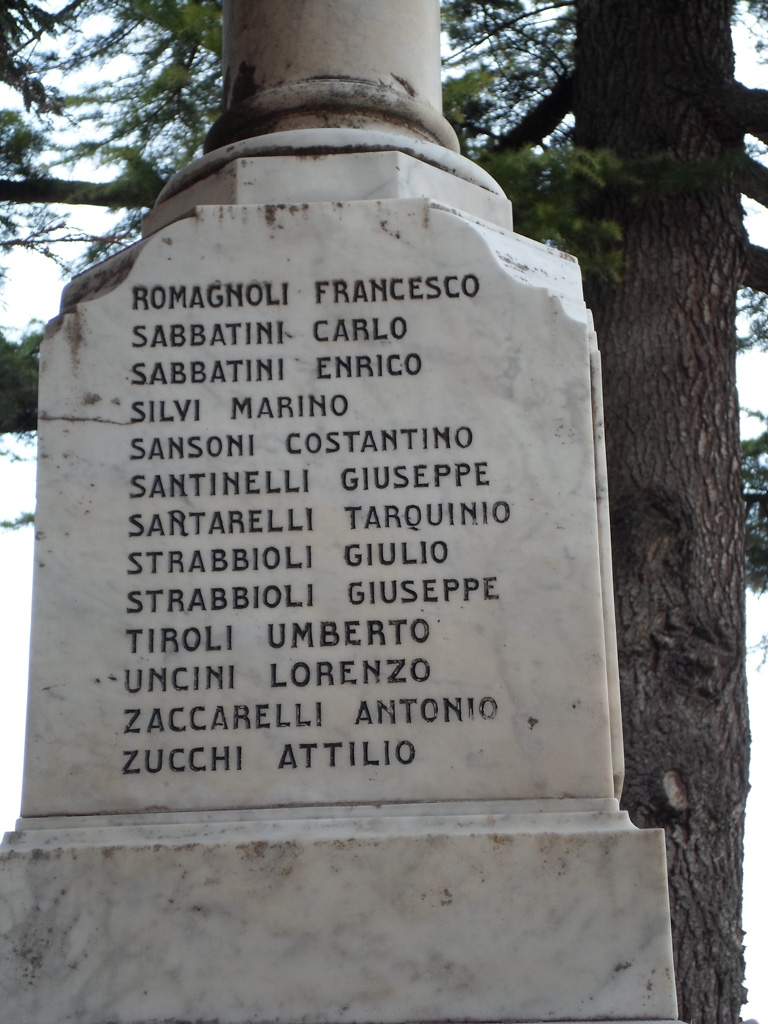 ROMAGNOLI FRANCESCO
SABBATINI CARLO
SABBATINI ENRICO
SILVI MARINO
SANSONI COSTANTINO
SANTINELLI GIUSEPPE
SARTARELLI TARQUINIO
STRABBIOLI GIULIO
STRABBIOLI GIUSEPPE
TIROLI UMBERTO
UNCINI LORENZO
ZACCARELLI ANTONIO
ZUCCHI ATTILIO